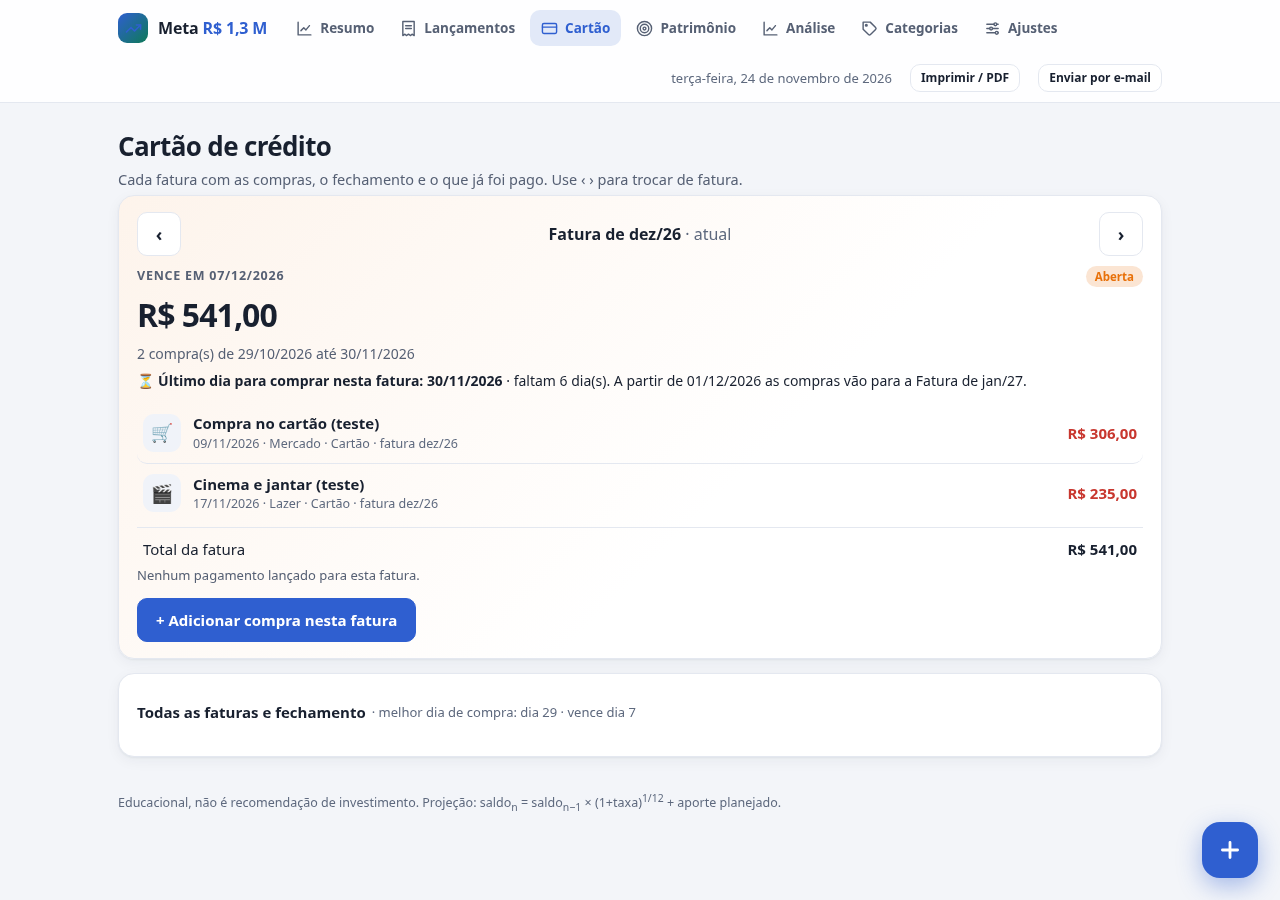 Meta R$ 1,3 M
Resumo
Lançamentos
Cartão
Patrimônio
Análise
Categorias
Ajustes
terça-feira, 24 de novembro de 2026
Imprimir / PDF
Enviar por e-mail
Cartão de crédito
Cada fatura com as compras, o fechamento e o que já foi pago. Use ‹ › para trocar de fatura.
‹
Fatura de dez/26 · atual
›
VENCE EM 07/12/2026
Aberta
R$ 541,00
2 compra(s) de 29/10/2026 até 30/11/2026
⏳ Último dia para comprar nesta fatura: 30/11/2026 · faltam 6 dia(s). A partir de 01/12/2026 as compras vão para a Fatura de jan/27.
Compra no cartão (teste)
09/11/2026 · Mercado · Cartão · fatura dez/26
R$ 306,00
Cinema e jantar (teste)
17/11/2026 · Lazer · Cartão · fatura dez/26
R$ 235,00
Total da fatura
R$ 541,00
Nenhum pagamento lançado para esta fatura.
+ Adicionar compra nesta fatura
Todas as faturas e fechamento · melhor dia de compra: dia 29 · vence dia 7
Educacional, não é recomendação de investimento. Projeção: saldoₙ = saldoₙ₋₁ × (1+taxa)¹/¹² + aporte planejado.
+